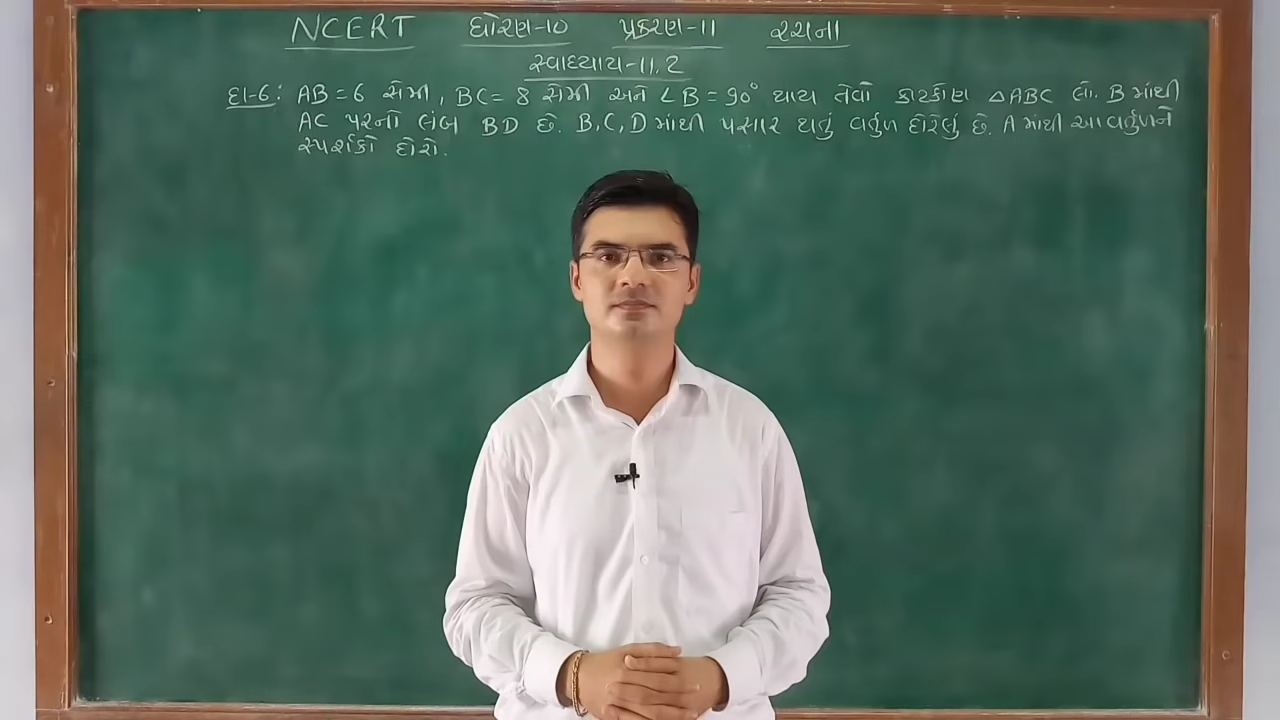 NCERT ધોરણ-10 પ્રકરણ-11 રચના
સ્વાધ્યાય-11.2
દા-6: AB = 6 સેમી, BC = 8 સેમી અને ∠B = 90° થાય તેવો કાટકોણ △ABC લો. B માંથી
AC પરનો લંબ BD છે. B, C, D માંથી પસાર થતું વર્તુળ દોરેલું છે. A માંથી આ વર્તુળને
સ્પર્શકો દોરો.